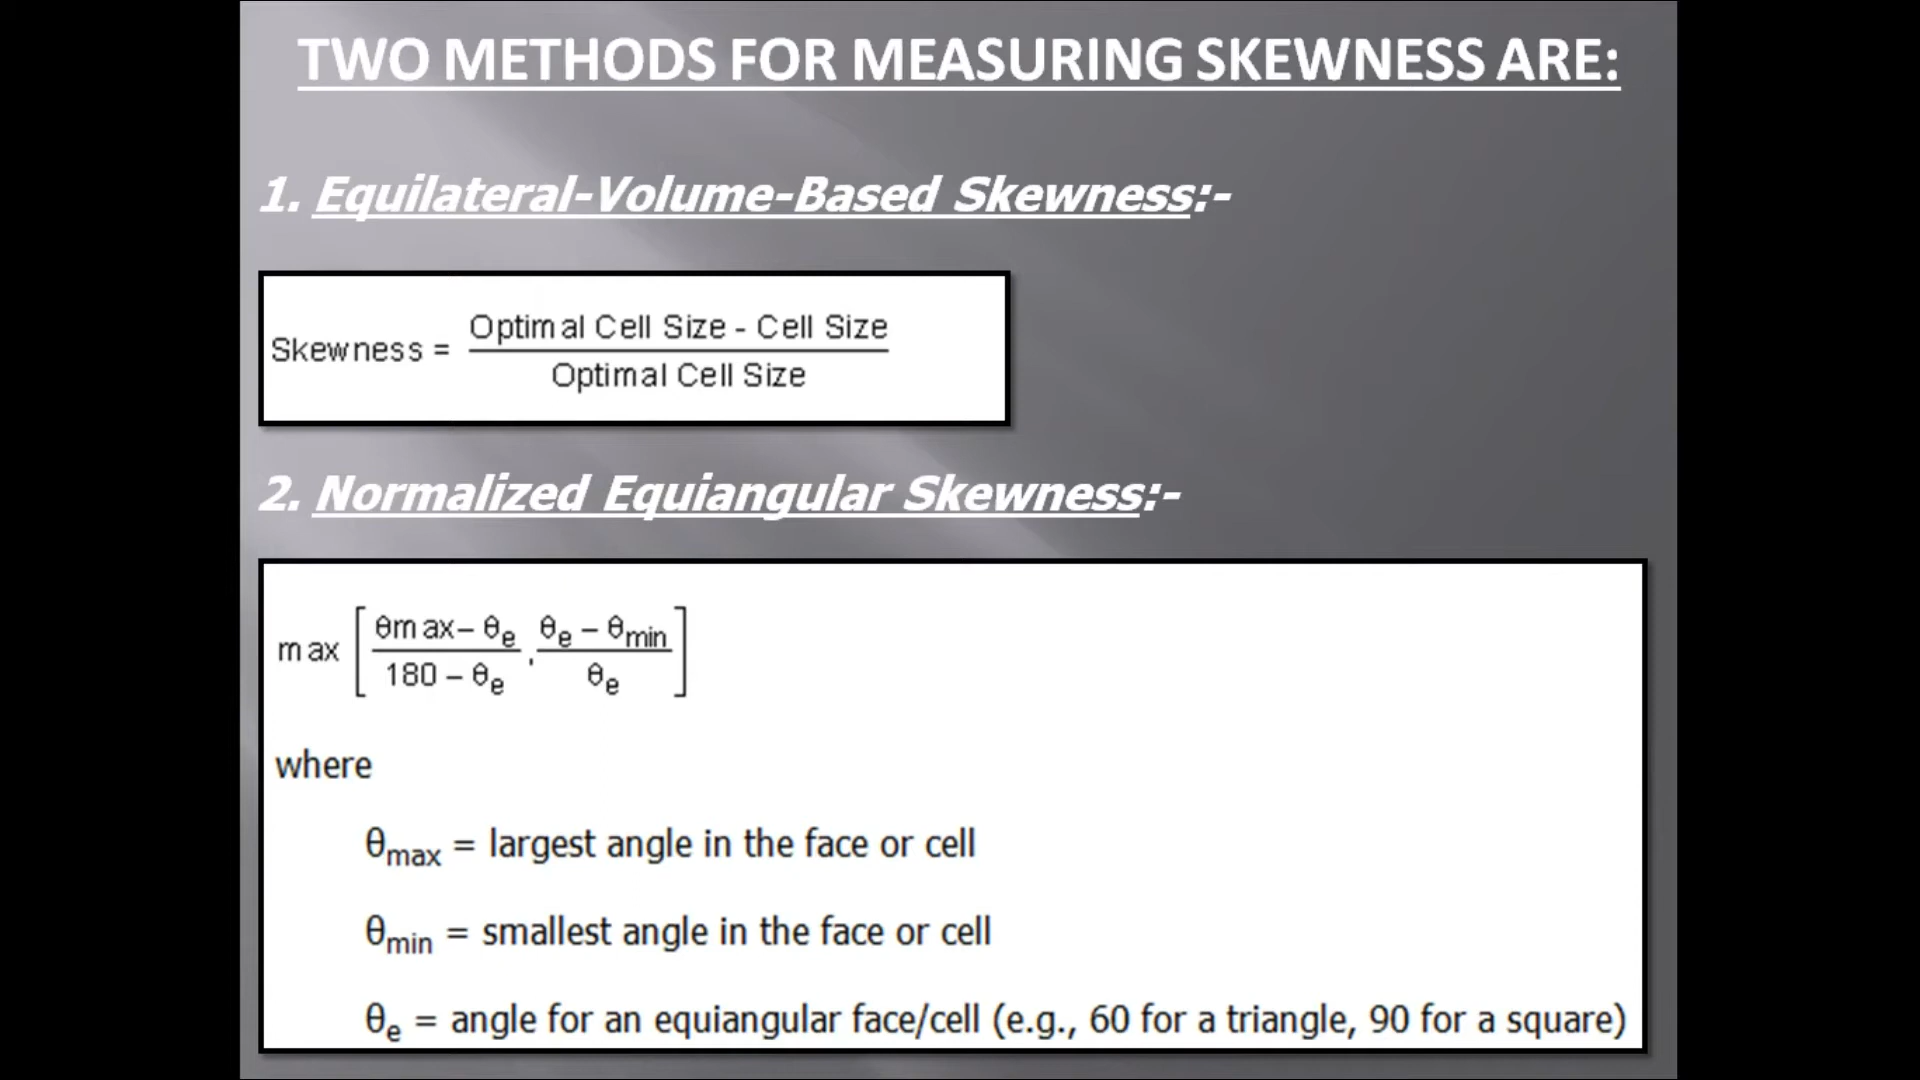 TWO METHODS FOR MEASURING SKEWNESS ARE:
1. Equilateral-Volume-Based Skewness:-
Skewness = Optimal Cell Size - Cell Size
Optimal Cell Size
2. Normalized Equiangular Skewness:-
max [ θmax– θe , θe – θmin ]
180 – θe θe
where
θmax = largest angle in the face or cell
θmin = smallest angle in the face or cell
θe = angle for an equiangular face/cell (e.g., 60 for a triangle, 90 for a square)